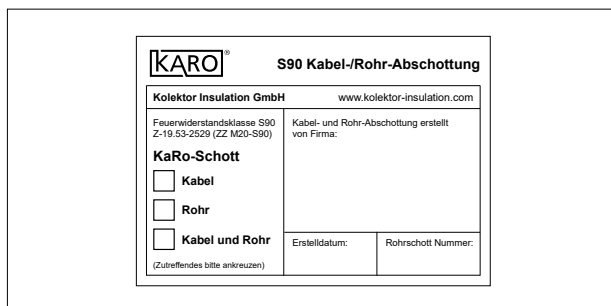 KARO®
S90 Kabel-/Rohr-Abschottung
Kolektor Insulation GmbH
www.kolektor-insulation.com
Feuerwiderstandsklasse S90
Z-19.53-2529 (ZZ M20-S90)
KaRo-Schott
Kabel
Rohr
Kabel und Rohr
(Zutreffendes bitte ankreuzen)
Kabel- und Rohr-Abschottung erstellt
von Firma:
Erstelldatum:
Rohrschott Nummer: